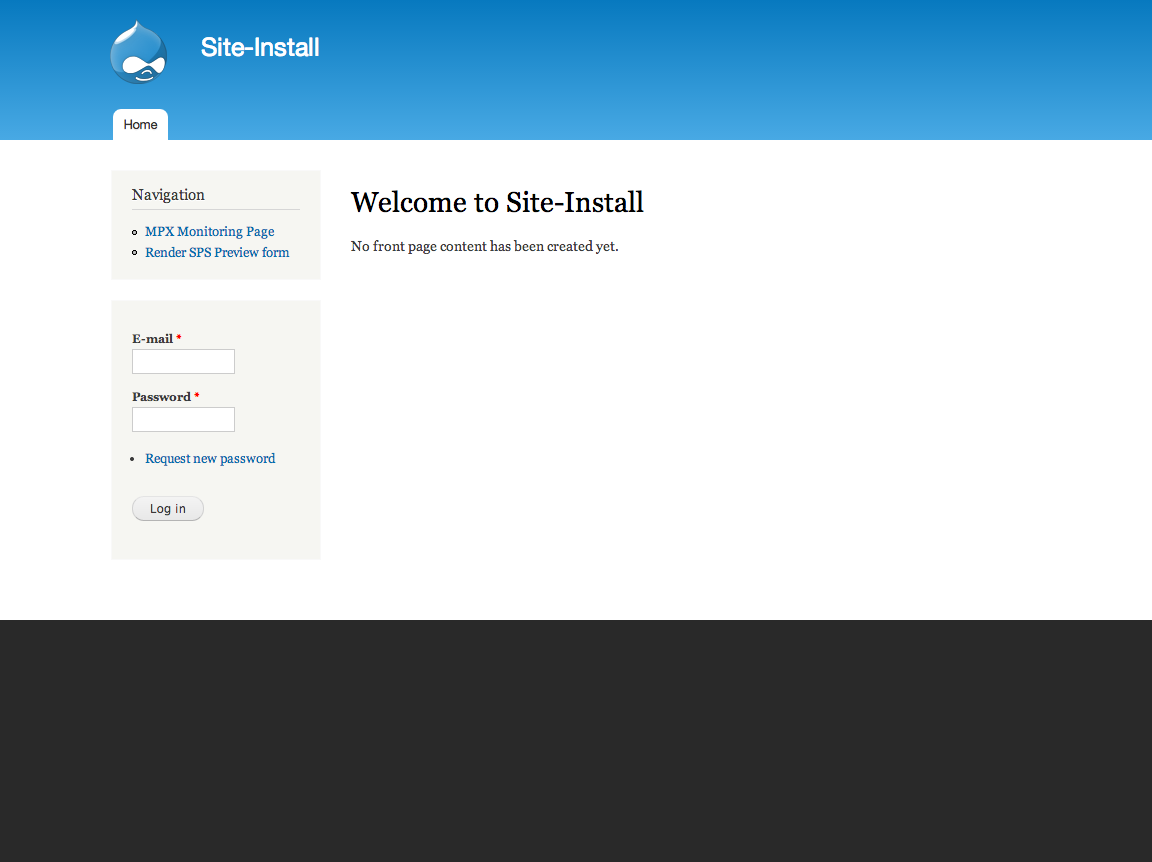 Site-Install
Home
Navigation
MPX Monitoring Page
Render SPS Preview form
Welcome to Site-Install
No front page content has been created yet.
E-mail *
Password *
Request new password
Log in